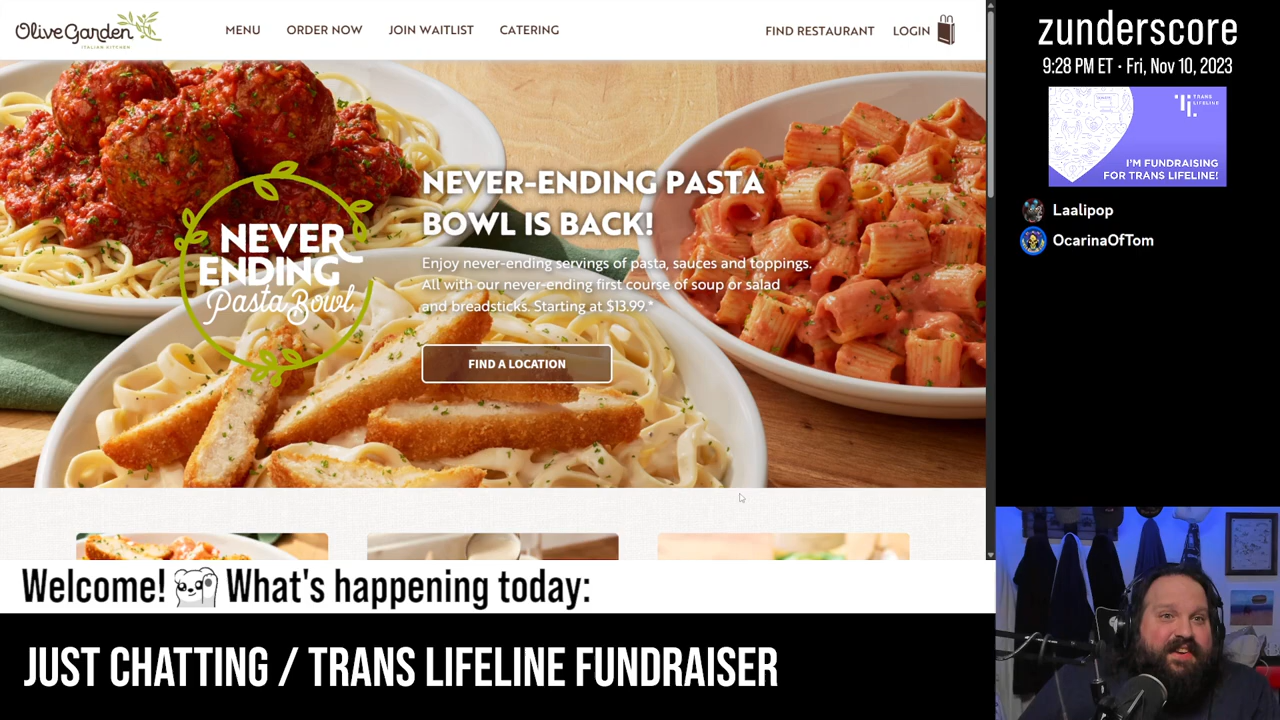 Olive Garden
ITALIAN KITCHEN
MENU
ORDER NOW
JOIN WAITLIST
CATERING
FIND RESTAURANT
LOGIN
NEVER
ENDING
Pasta Bowl
NEVER-ENDING PASTA
BOWL IS BACK!
Enjoy never-ending servings of pasta, sauces and toppings.
All with our never-ending first course of soup or salad
and breadsticks. Starting at $13.99.*
FIND A LOCATION
zunderscore
9:28 PM ET · Fri, Nov 10, 2023
TRANS
LIFELINE
I'M FUNDRAISING
FOR TRANS LIFELINE!
Laalipop
OcarinaOfTom
Welcome! What's happening today:
JUST CHATTING / TRANS LIFELINE FUNDRAISER